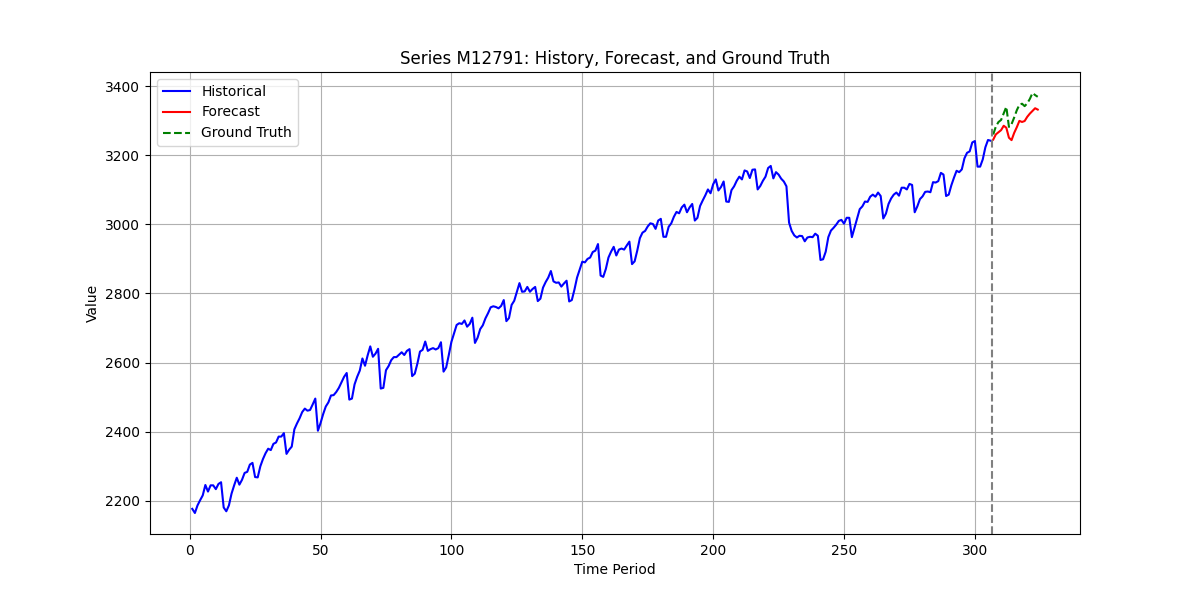 Series M12791: History, Forecast, and Ground Truth
Historical
Forecast
Ground Truth
3400
3200
3000
2800
2600
2400
2200
Value
0 50 100 150 200 250 300
Time Period